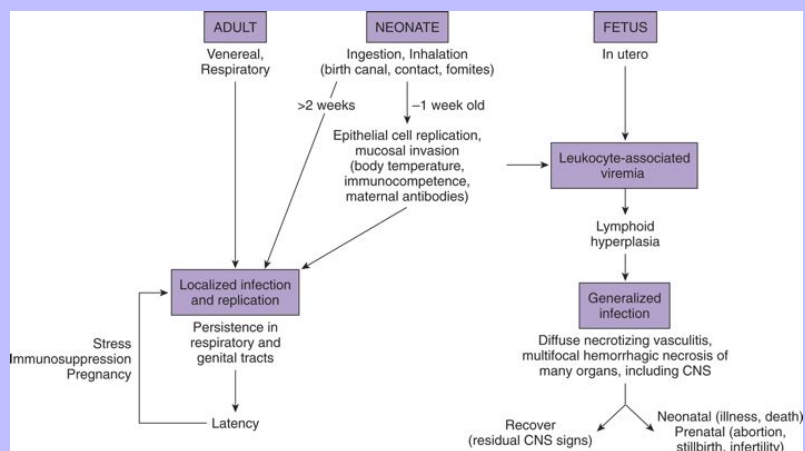 ADULT
NEONATE
FETUS
Venereal,
Respiratory
Ingestion, Inhalation
(birth canal, contact, fomites)
In utero
>2 weeks
–1 week old
Epithelial cell replication,
mucosal invasion
(body temperature,
immunocompetence,
maternal antibodies)
Leukocyte-associated
viremia
Lymphoid
hyperplasia
Localized infection
and replication
Generalized
infection
Persistence in
respiratory and
genital tracts
Diffuse necrotizing vasculitis,
multifocal hemorrhagic necrosis of
many organs, including CNS
Stress
Immunosuppression
Pregnancy
Latency
Recover
(residual CNS signs)
Neonatal (illness, death)
Prenatal (abortion,
stillbirth, infertility)